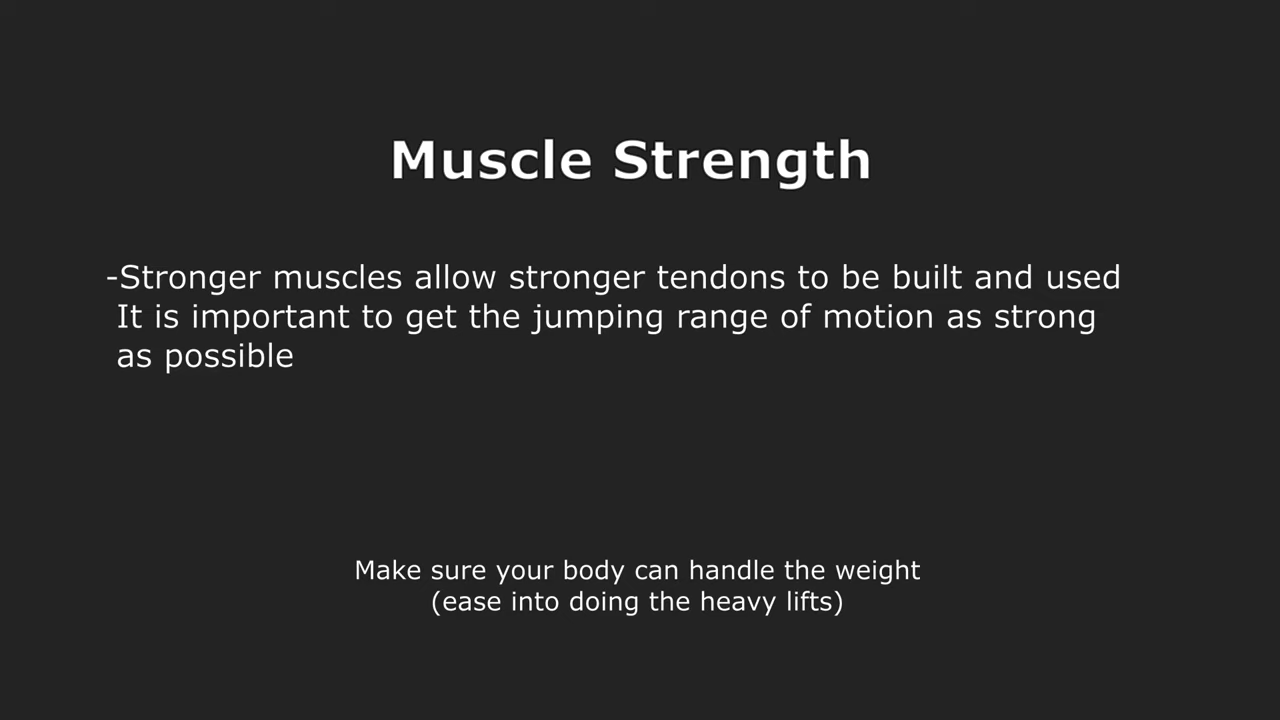 Muscle Strength
-Stronger muscles allow stronger tendons to be built and used
It is important to get the jumping range of motion as strong
as possible
Make sure your body can handle the weight
(ease into doing the heavy lifts)